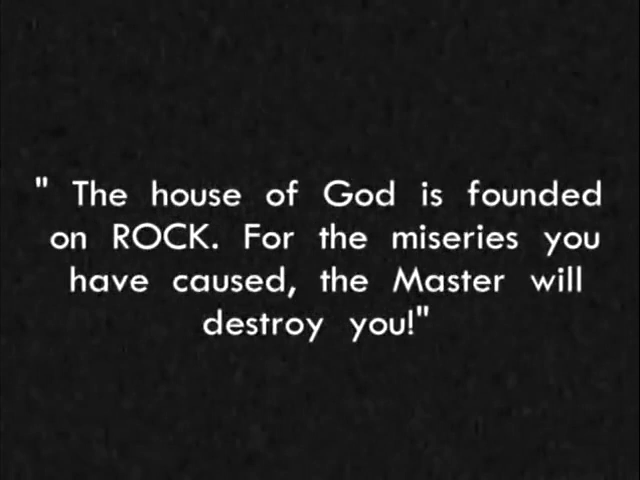 " The house of God is founded
on ROCK. For the miseries you
have caused, the Master will
destroy you!"